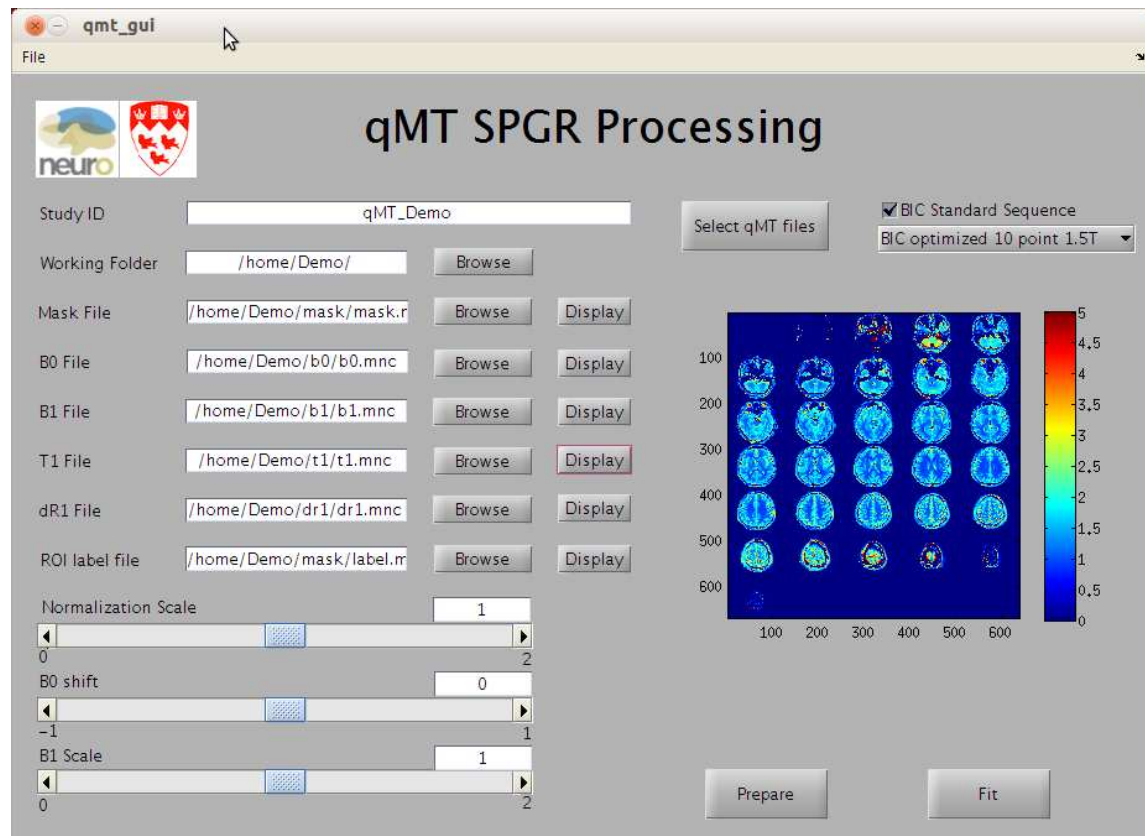 qmt_gui
File
neuro
qMT SPGR Processing
Study ID
qMT_Demo
Select qMT files
BIC Standard Sequence
BIC optimized 10 point 1.5T
Working Folder
/home/Demo/
Browse
Mask File
/home/Demo/mask/mask.r
Browse
Display
B0 File
/home/Demo/b0/b0.mnc
Browse
Display
B1 File
/home/Demo/b1/b1.mnc
Browse
Display
T1 File
/home/Demo/t1/t1.mnc
Browse
Display
dR1 File
/home/Demo/dr1/dr1.mnc
Browse
Display
ROI label file
/home/Demo/mask/label.m
Browse
Display
Normalization Scale
1
0
2
B0 shift
0
-1
1
B1 Scale
1
0
2
100
200
300
400
500
600
100 200 300 400 500 600
5
4.5
4
3.5
3
2.5
2
1.5
1
0.5
0
Prepare
Fit